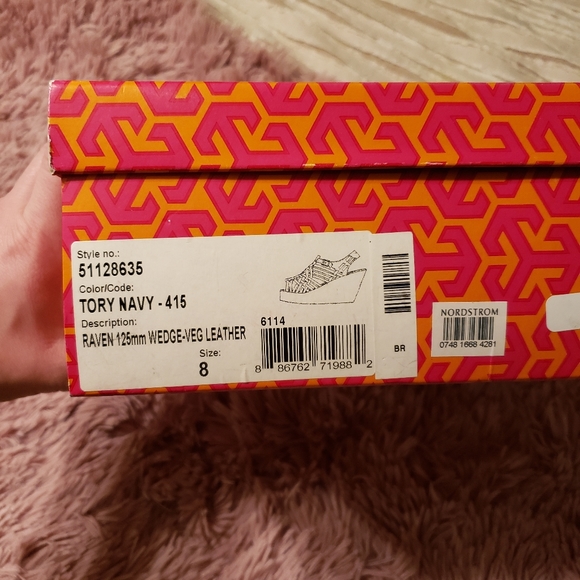 Style no.:
51128635
Color/Code:
TORY NAVY - 415
Description:
RAVEN 125mm WEDGE-VEG LEATHER
Size:
8
6114
8 86762 71988 2
BR
NORDSTROM
0748 1668 4281